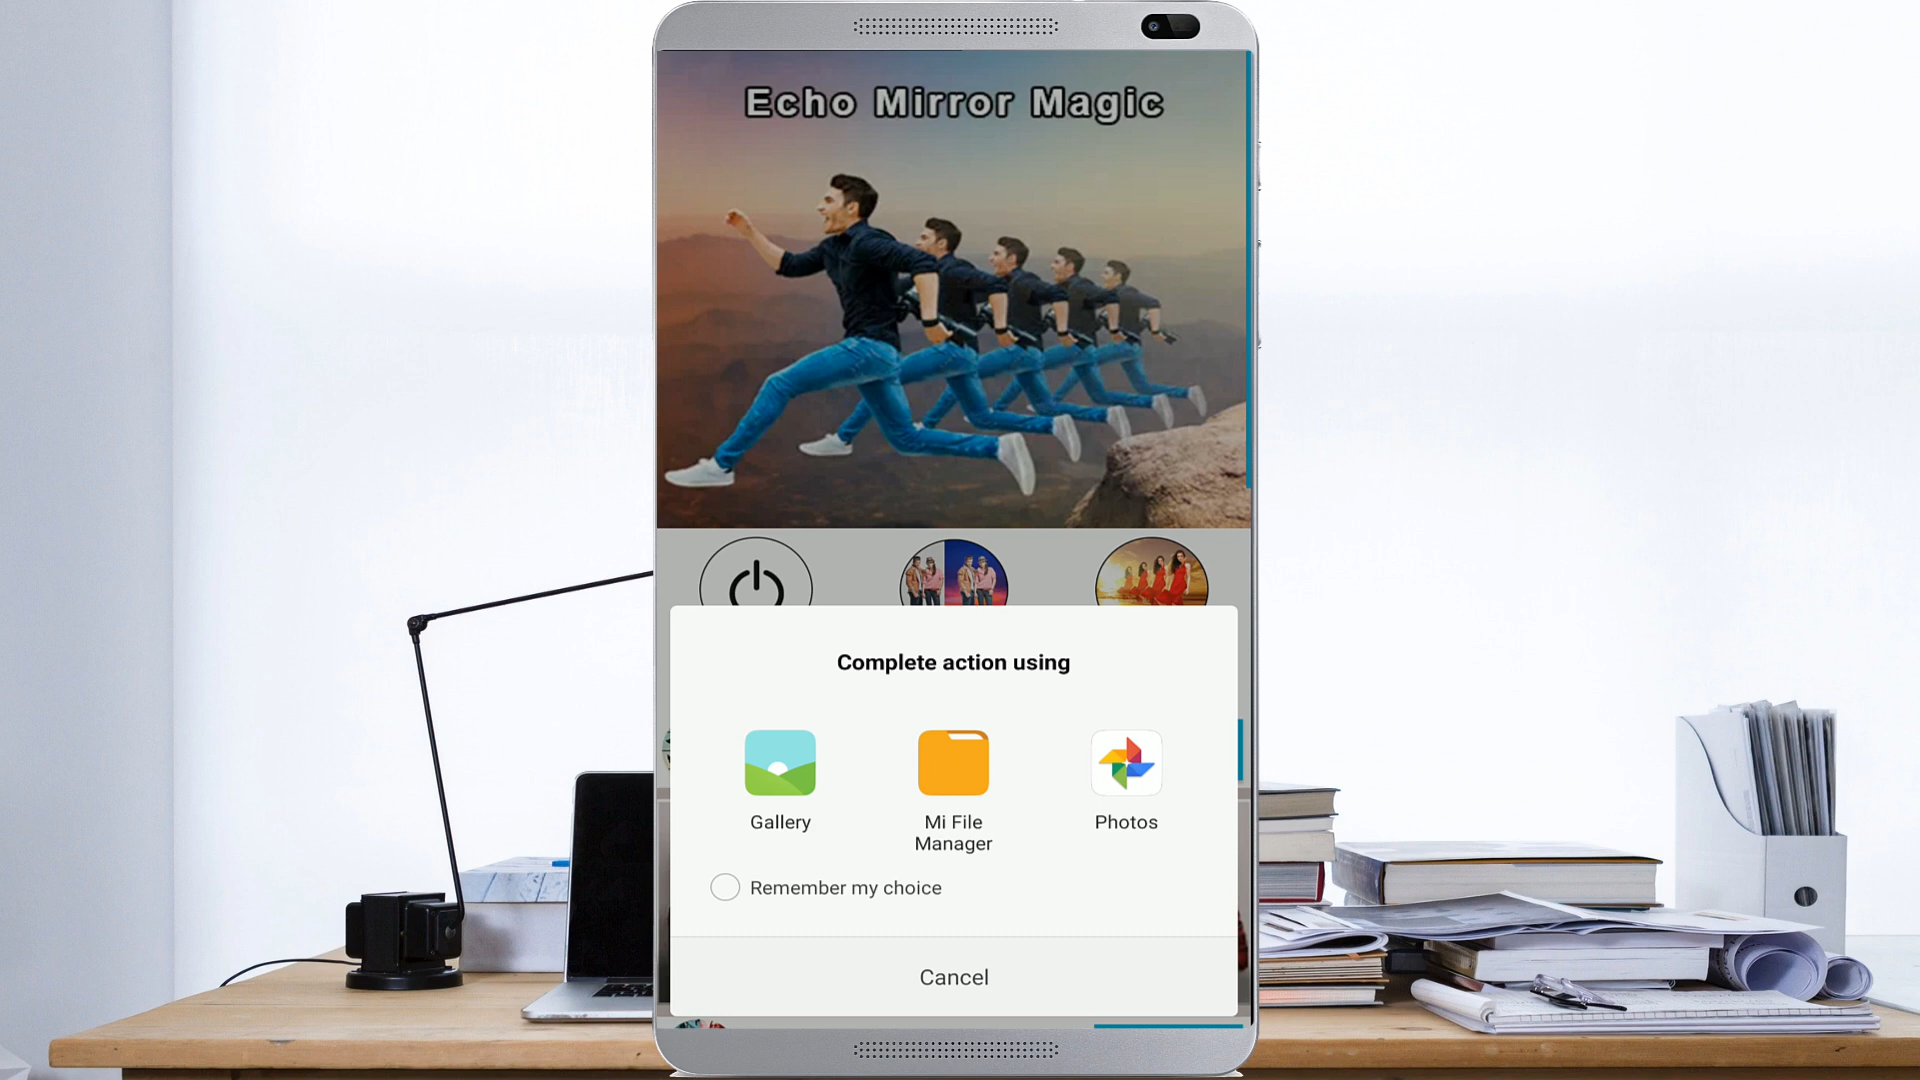 Echo Mirror Magic
Complete action using
Gallery
Mi File
Manager
Photos
Remember my choice
Cancel